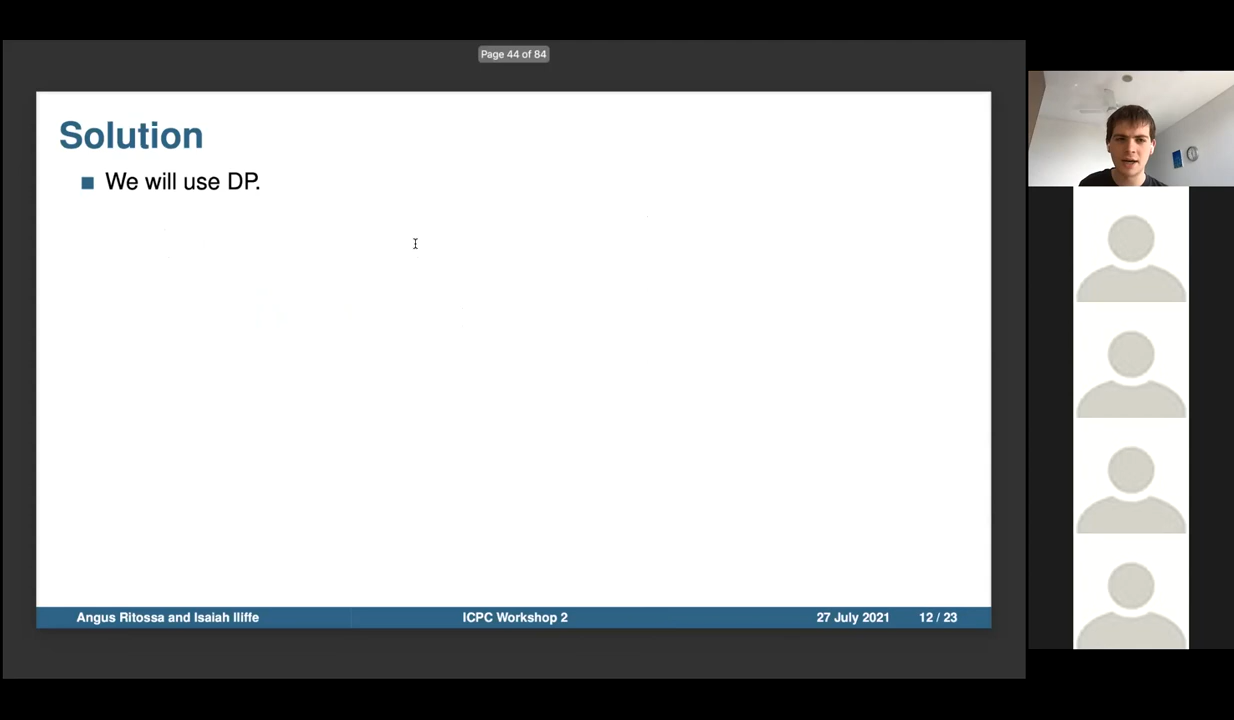 Page 44 of 84
Solution
We will use DP.
Angus Ritossa and Isaiah Iliffe ICPC Workshop 2 27 July 2021 12 / 23